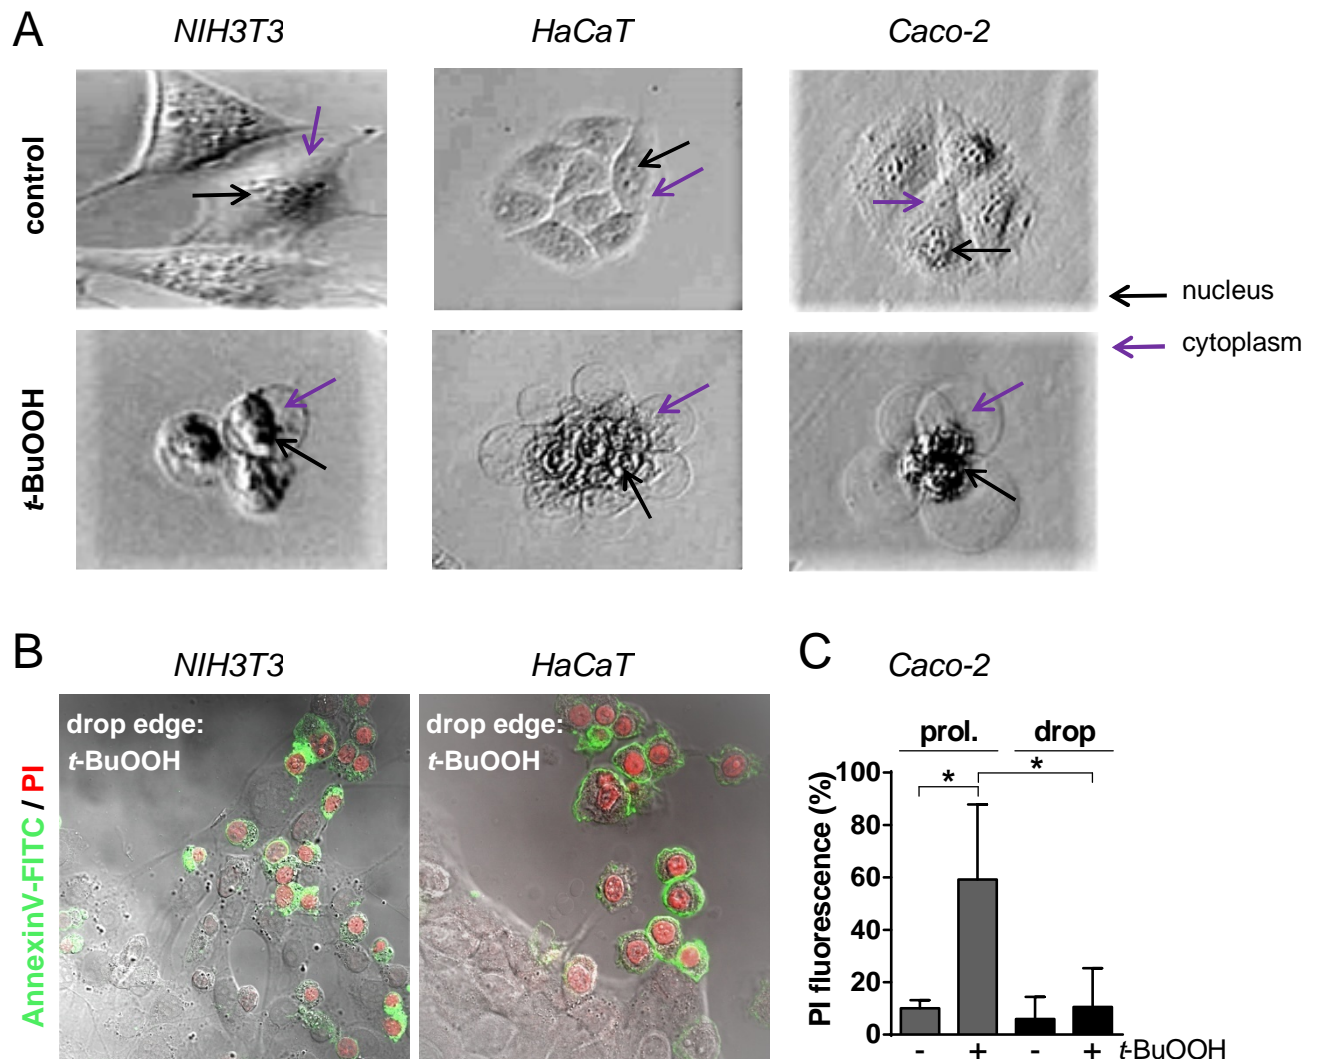 A
NIH3T3
HaCaT
Caco-2
control
nucleus
cytoplasm
t-BuOOH
B
NIH3T3
HaCaT
C
Caco-2
AnnexinV-FITC / PI
drop edge:
t-BuOOH
drop edge:
t-BuOOH
prol.
drop
*
*
PI fluorescence (%)
100
80
60
40
20
0
- + - + t-BuOOH